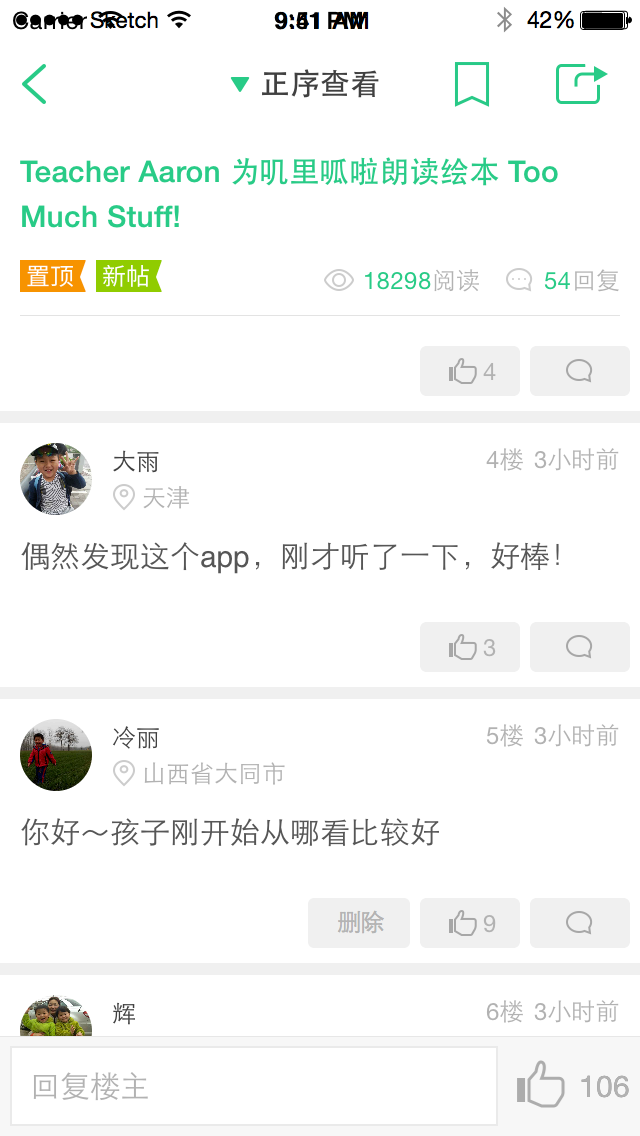 42%
正序查看
Teacher Aaron 为叽里呱啦朗读绘本 Too
Much Stuff!
置顶 新帖 18298阅读 54回复
4
大雨 4楼 3小时前
天津
偶然发现这个app，刚才听了一下，好棒！
3
冷丽 5楼 3小时前
山西省大同市
你好～孩子刚开始从哪看比较好
删除 9
辉 6楼 3小时前
回复楼主 106